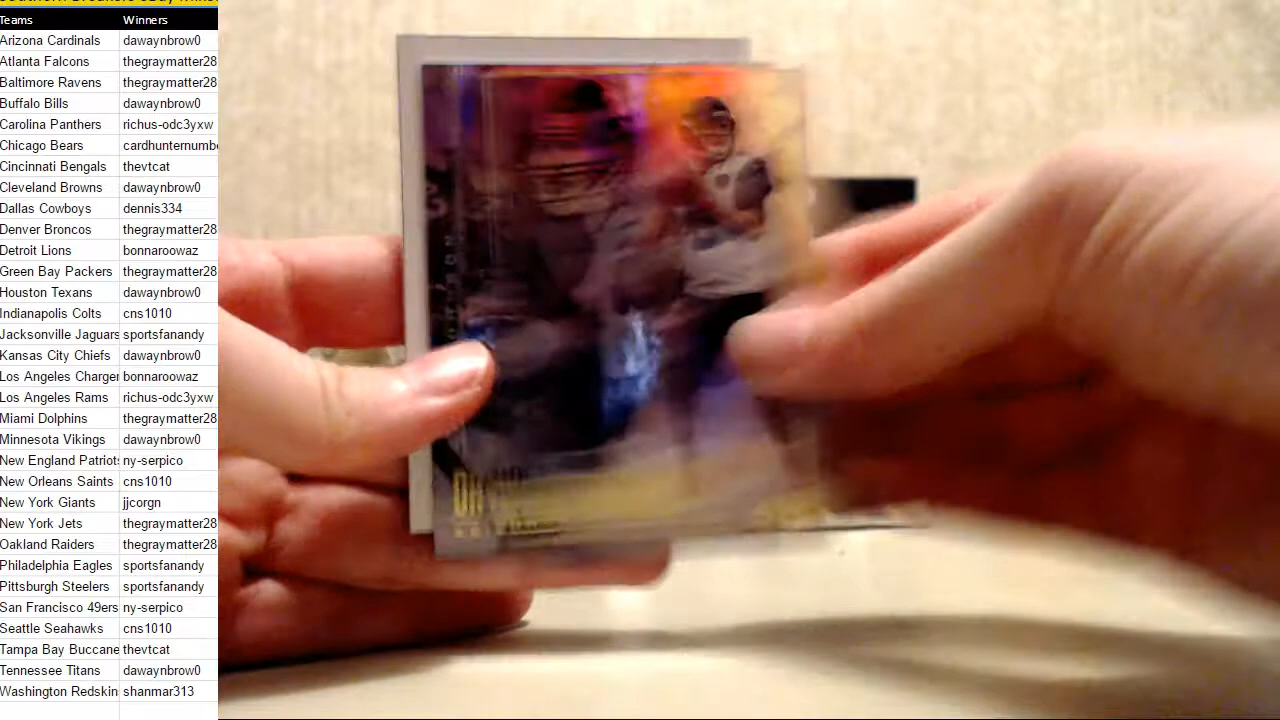 Teams Winners
Arizona Cardinals dawaynbrow0
Atlanta Falcons thegraymatter28
Baltimore Ravens thegraymatter28
Buffalo Bills dawaynbrow0
Carolina Panthers richus-odc3yxw
Chicago Bears cardhunternumb
Cincinnati Bengals thevtcat
Cleveland Browns dawaynbrow0
Dallas Cowboys dennis334
Denver Broncos thegraymatter28
Detroit Lions bonnaroowaz
Green Bay Packers thegraymatter28
Houston Texans dawaynbrow0
Indianapolis Colts cns1010
Jacksonville Jaguars sportsfanandy
Kansas City Chiefs dawaynbrow0
Los Angeles Charger bonnaroowaz
Los Angeles Rams richus-odc3yxw
Miami Dolphins thegraymatter28
Minnesota Vikings dawaynbrow0
New England Patriots ny-serpico
New Orleans Saints cns1010
New York Giants jjcorgn
New York Jets thegraymatter28
Oakland Raiders thegraymatter28
Philadelphia Eagles sportsfanandy
Pittsburgh Steelers sportsfanandy
San Francisco 49ers ny-serpico
Seattle Seahawks cns1010
Tampa Bay Buccane thevtcat
Tennessee Titans dawaynbrow0
Washington Redskin shanmar313